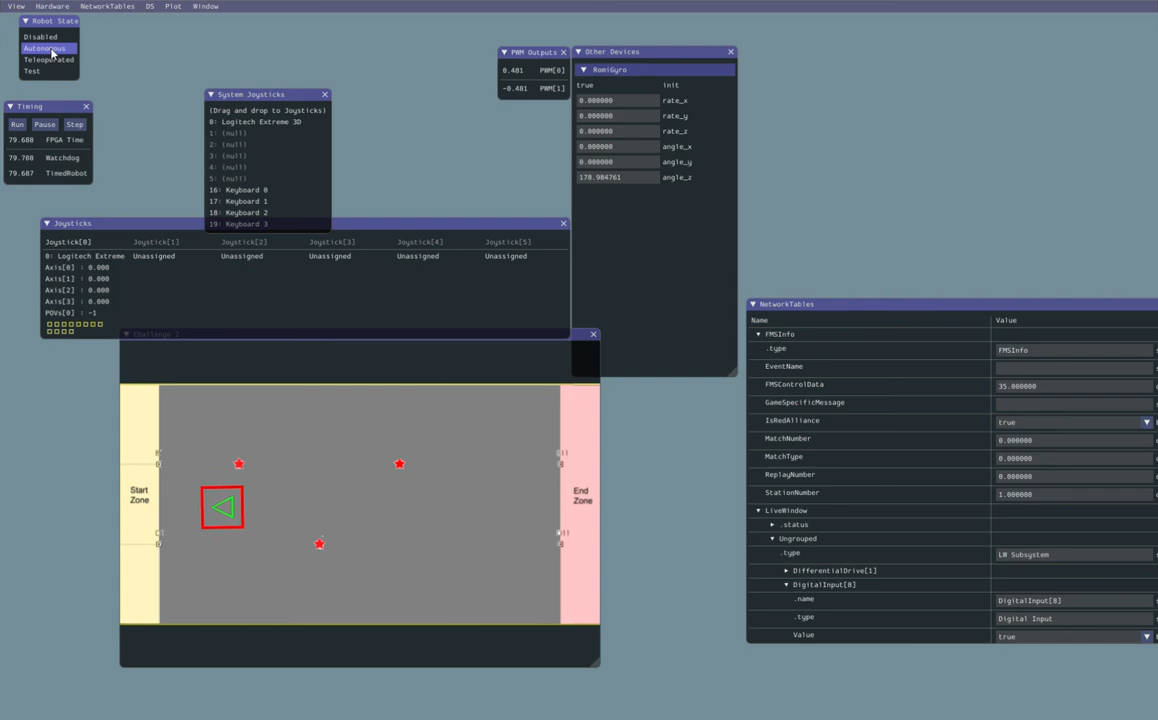 View Hardware NetworkTables DS Plot Window
Robot State
Disabled
Autonomous
Teleoperated
Test
Timing
Run Pause Step
79.688 FPGA Time
79.708 Watchdog
79.687 TimedRobot
System Joysticks
(Drag and drop to Joysticks)
0: Logitech Extreme 3D
1: (null)
2: (null)
3: (null)
4: (null)
5: (null)
16: Keyboard 0
17: Keyboard 1
18: Keyboard 2
19: Keyboard 3
PWM Outputs
0.481 PWM[0]
-0.481 PWM[1]
Other Devices
RomiGyro
true init
0.000000 rate_x
0.000000 rate_y
0.000000 rate_z
0.000000 angle_x
0.000000 angle_y
178.984761 angle_z
Joysticks
Joystick[0] Joystick[1] Joystick[2] Joystick[3] Joystick[4] Joystick[5]
0: Logitech Extreme Unassigned Unassigned Unassigned Unassigned Unassigned
Axis[0] : 0.000
Axis[1] : 0.000
Axis[2] : 0.000
Axis[3] : 0.000
POVs[0] : -1
Challenge 2
Start
Zone
End
Zone
NetworkTables
Name Value
FMSInfo
.type FMSInfo
EventName
FMSControlData 35.000000
GameSpecificMessage
IsRedAlliance true
MatchNumber 0.000000
MatchType 0.000000
ReplayNumber 0.000000
StationNumber 1.000000
LiveWindow
.status
Ungrouped
.type LW Subsystem
DifferentialDrive[1]
DigitalInput[8]
.name DigitalInput[8]
.type Digital Input
Value true